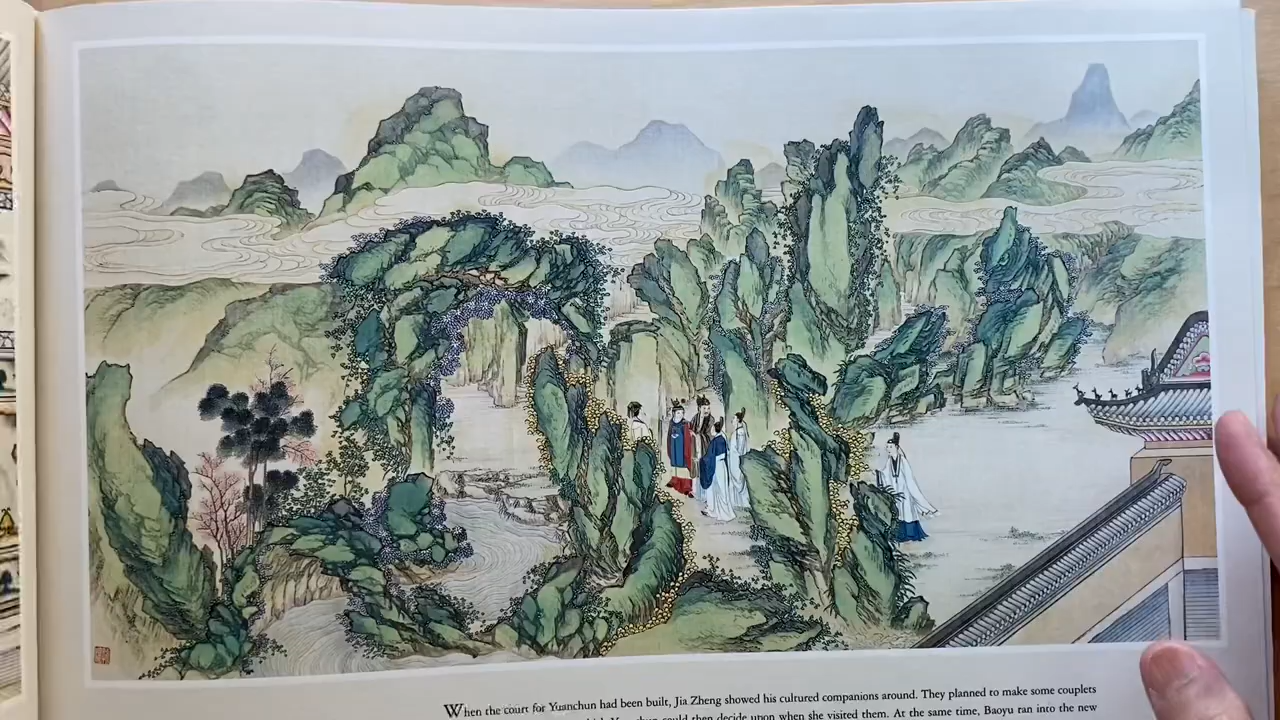 When the court for Yuanchun had been built, Jia Zheng showed his cultured companions around. They planned to make some couplets
Yuanchun could then decide upon when she visited them. At the same time, Baoyu ran into the new